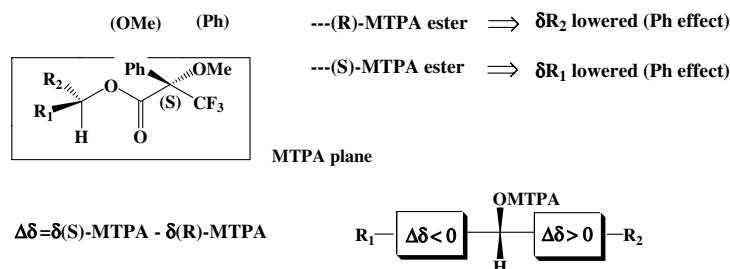 (OMe) (Ph)
---(R)-MTPA ester ⇒ δR₂ lowered (Ph effect)
---(S)-MTPA ester ⇒ δR₁ lowered (Ph effect)
R₂ O Ph OMe
R₁ (S) CF₃
H O
MTPA plane
Δδ=δ(S)-MTPA - δ(R)-MTPA
OMTPA
R₁ Δδ<0 Δδ>0 R₂
H